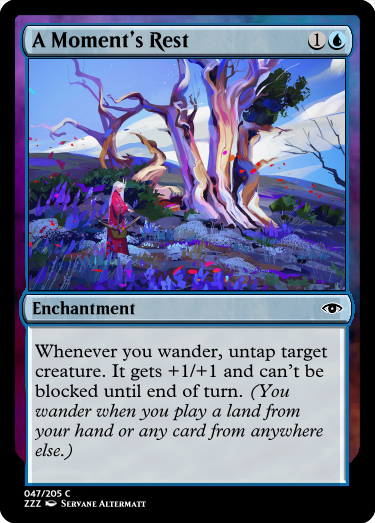 A Moment's Rest 1
Enchantment
Whenever you wander, untap target
creature. It gets +1/+1 and can't be
blocked until end of turn. (You
wander when you play a land from
your hand or any card from anywhere
else.)
047/205 C
ZZZ Servane Altermatt